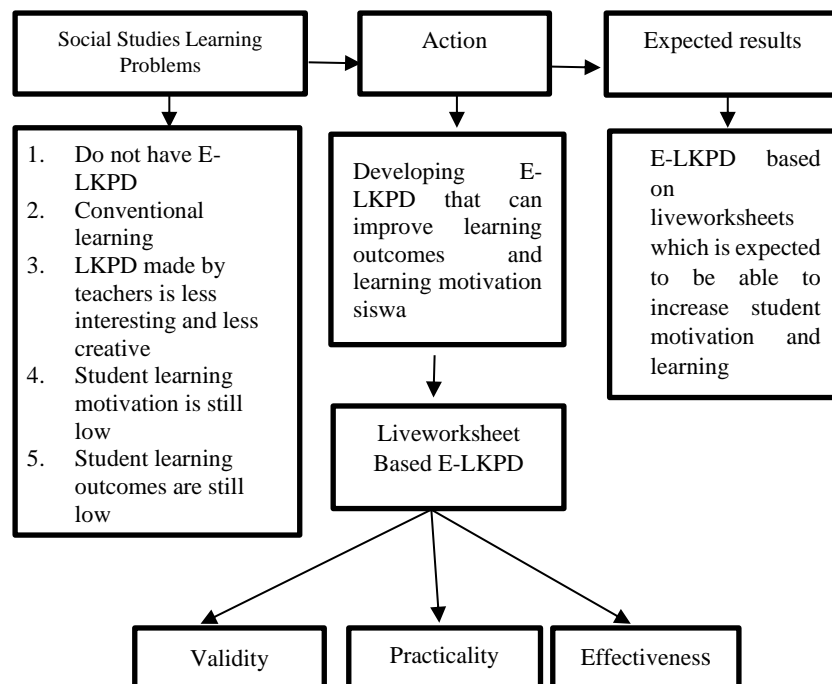 Social Studies Learning
Problems
Action
Expected results
1. Do not have E-
LKPD
2. Conventional
learning
3. LKPD made by
teachers is less
interesting and less
creative
4. Student learning
motivation is still
low
5. Student learning
outcomes are still
low
Developing E-
LKPD that can
improve learning
outcomes and
learning motivation
siswa
E-LKPD based
on
liveworksheets
which is expected
to be able to
increase student
motivation and
learning
Liveworksheet
Based E-LKPD
Validity
Practicality
Effectiveness